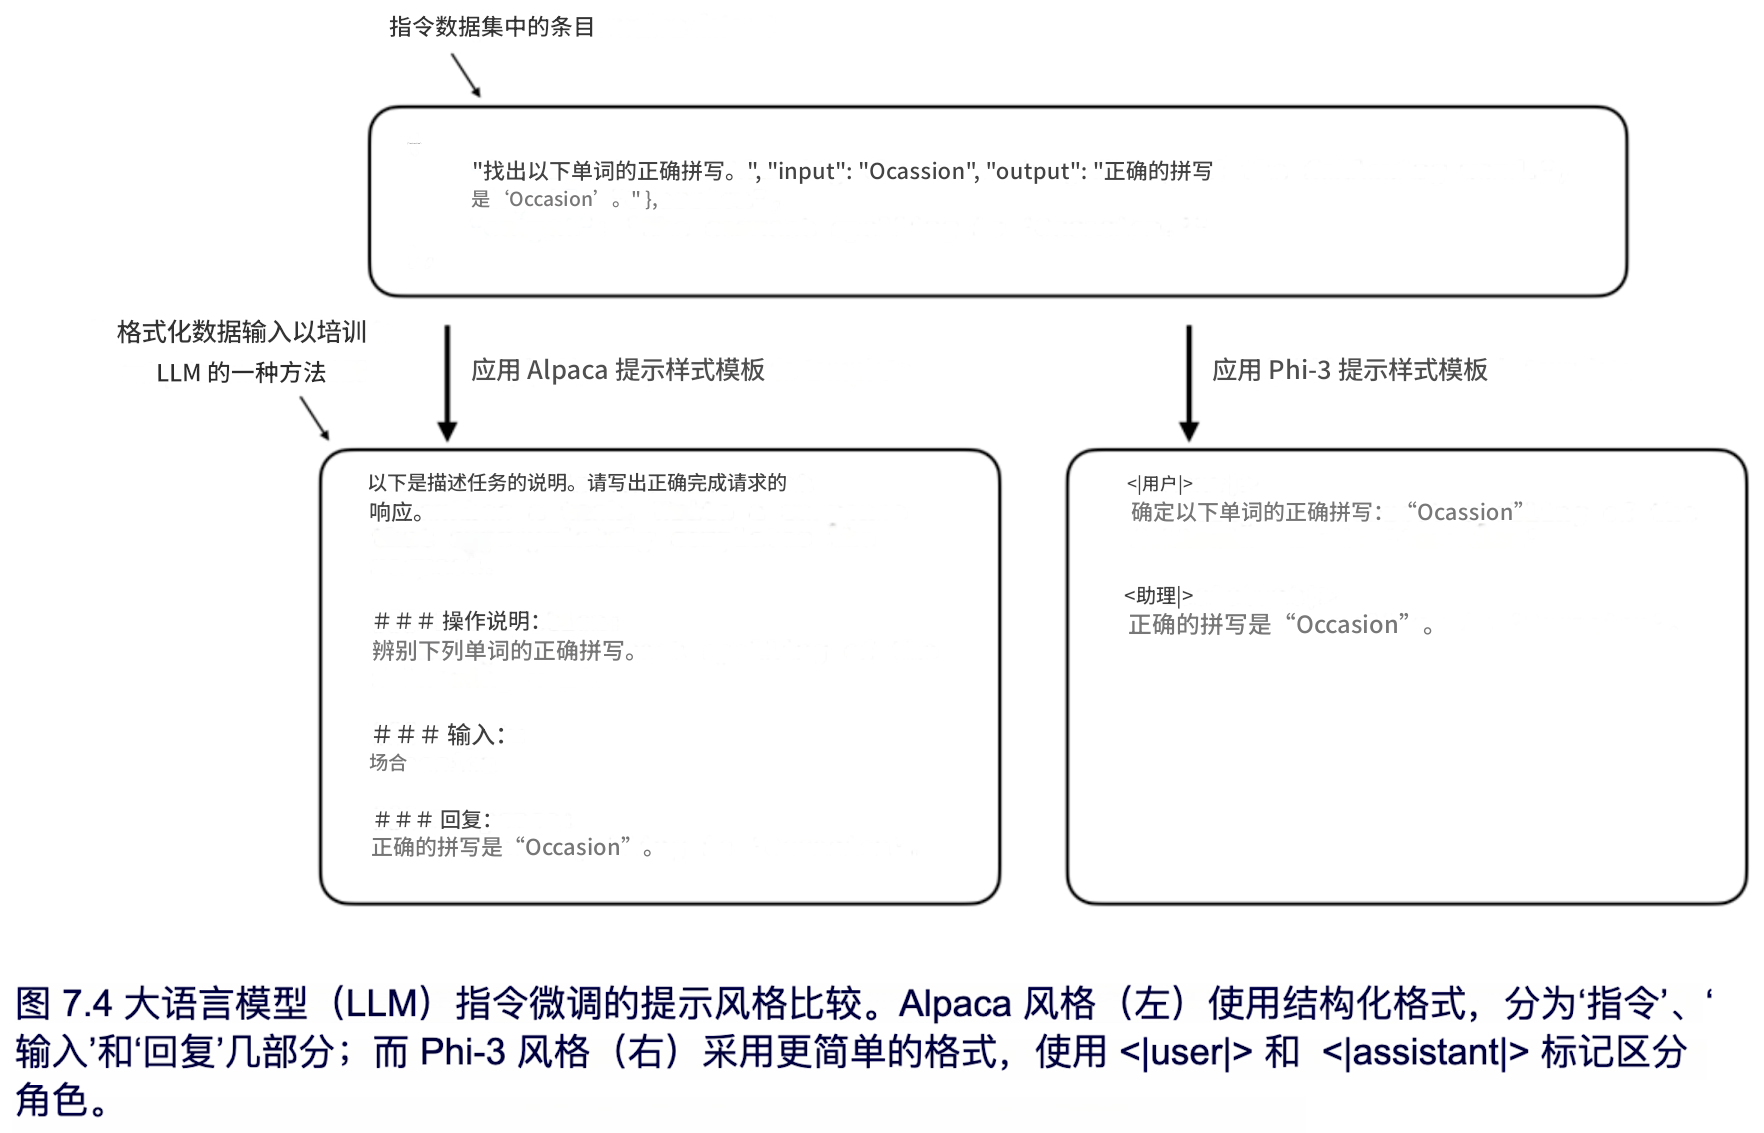 指令数据集中的条目
"找出以下单词的正确拼写。", "input": "Ocassion", "output": "正确的拼写
是‘Occasion’。" },
格式化数据输入以培训
LLM 的一种方法
应用 Alpaca 提示样式模板
应用 Phi-3 提示样式模板
以下是描述任务的说明。请写出正确完成请求的
响应。
### 操作说明：
辨别下列单词的正确拼写。
### 输入：
场合
### 回复：
正确的拼写是“Occasion”。
<|用户|>
确定以下单词的正确拼写：“Ocassion”
<助理|>
正确的拼写是“Occasion”。
图 7.4 大语言模型（LLM）指令微调的提示风格比较。Alpaca 风格（左）使用结构化格式，分为‘指令’、‘
输入’和‘回复’几部分；而 Phi-3 风格（右）采用更简单的格式，使用 <|user|> 和 <|assistant|> 标记区分
角色。